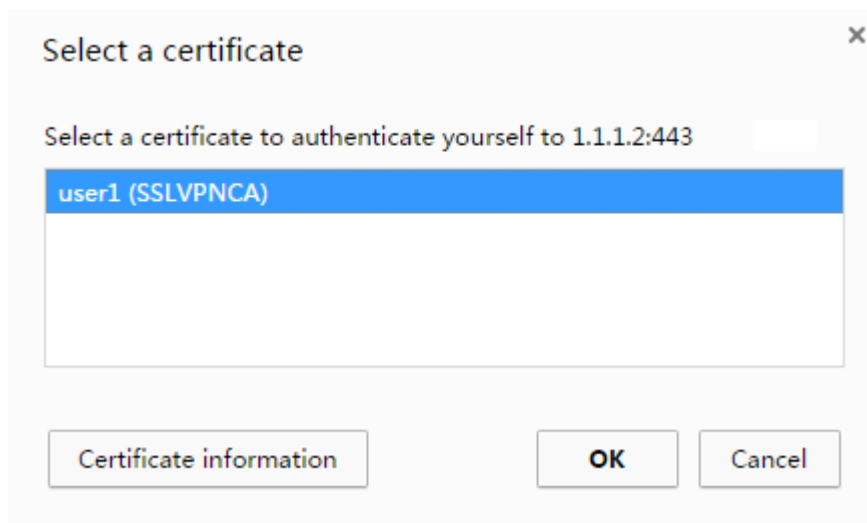 Select a certificate
Select a certificate to authenticate yourself to 1.1.1.2:443
user1 (SSLVPNCA)
Certificate information
OK
Cancel